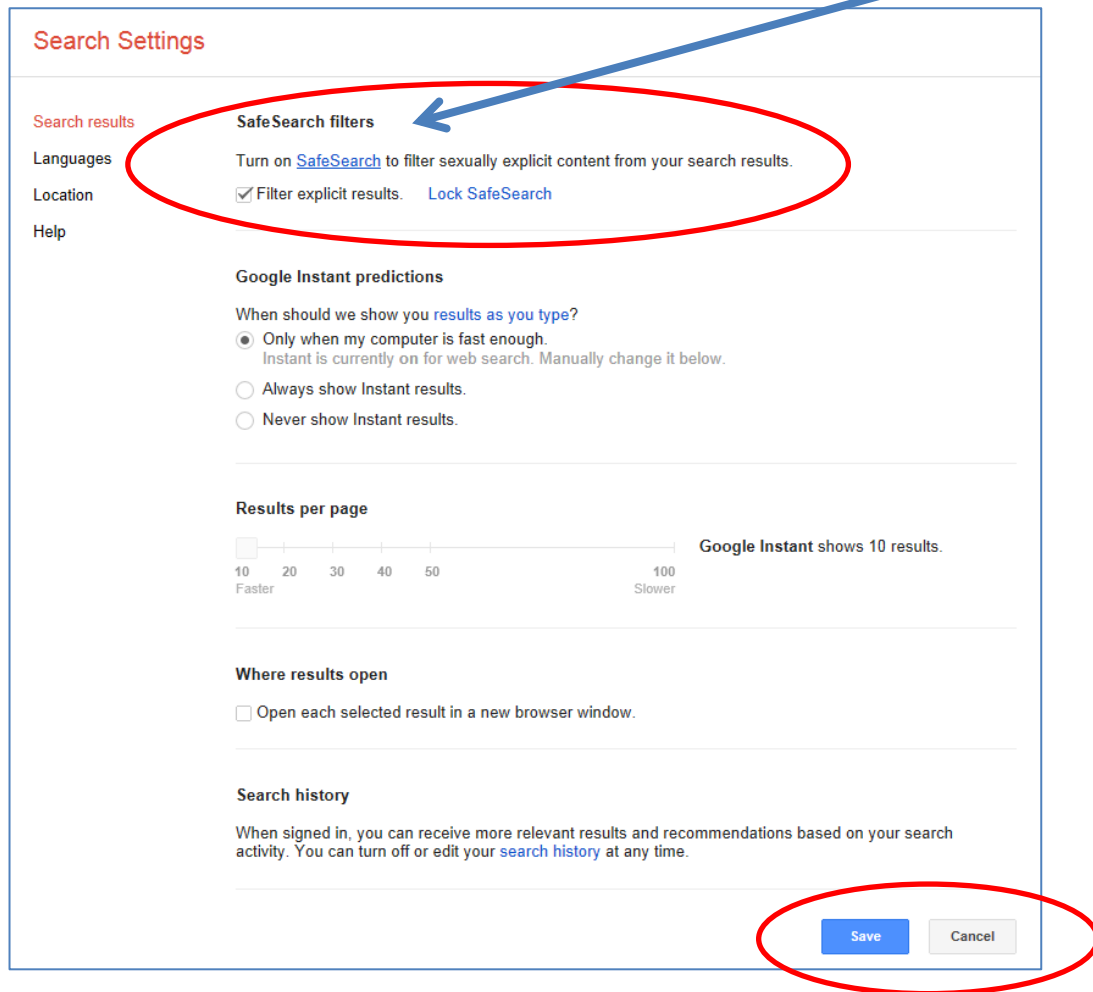 Search Settings
Search results
Languages
Location
Help
SafeSearch filters
Turn on SafeSearch to filter sexually explicit content from your search results.
Filter explicit results. Lock SafeSearch
Google Instant predictions
When should we show you results as you type?
Only when my computer is fast enough.
Instant is currently on for web search. Manually change it below.
Always show Instant results.
Never show Instant results.
Results per page
Google Instant shows 10 results.
10 20 30 40 50 100
Faster Slower
Where results open
Open each selected result in a new browser window.
Search history
When signed in, you can receive more relevant results and recommendations based on your search
activity. You can turn off or edit your search history at any time.
Save Cancel